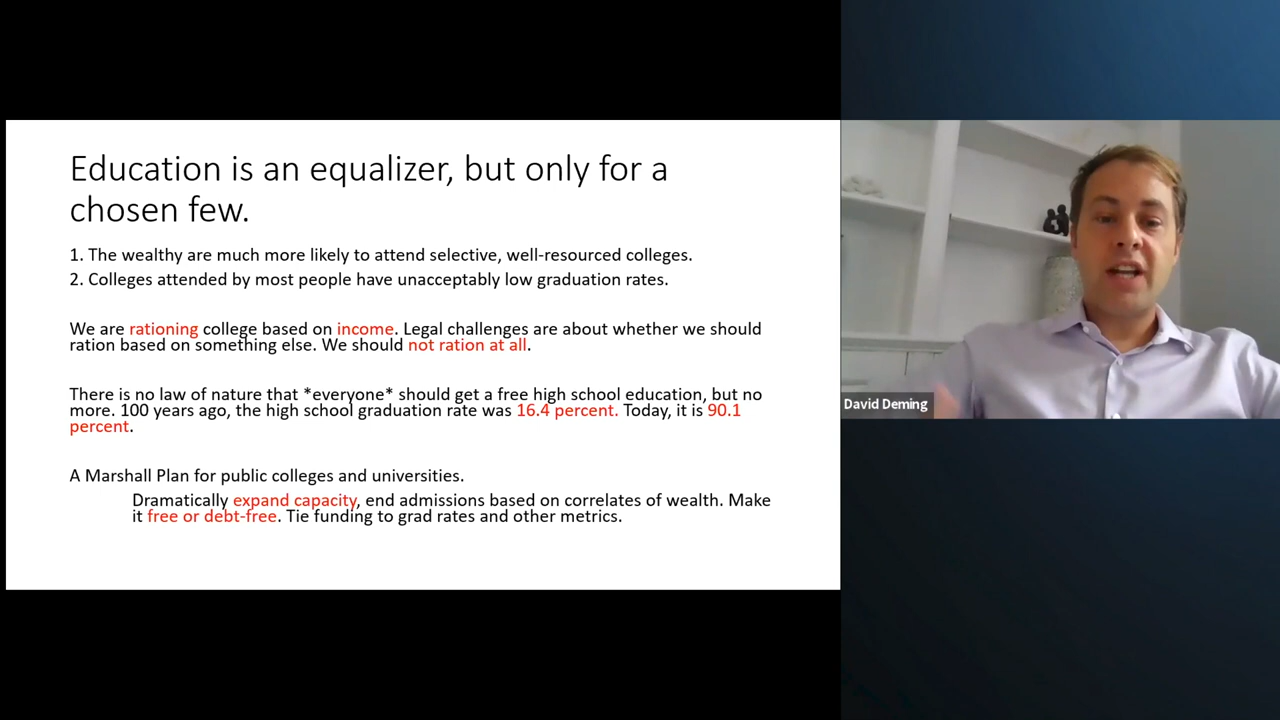 Education is an equalizer, but only for a
chosen few.
1. The wealthy are much more likely to attend selective, well-resourced colleges.
2. Colleges attended by most people have unacceptably low graduation rates.
We are rationing college based on income. Legal challenges are about whether we should
ration based on something else. We should not ration at all.
There is no law of nature that *everyone* should get a free high school education, but no
more. 100 years ago, the high school graduation rate was 16.4 percent. Today, it is 90.1
percent.
A Marshall Plan for public colleges and universities.
Dramatically expand capacity, end admissions based on correlates of wealth. Make
it free or debt-free. Tie funding to grad rates and other metrics.
David Deming